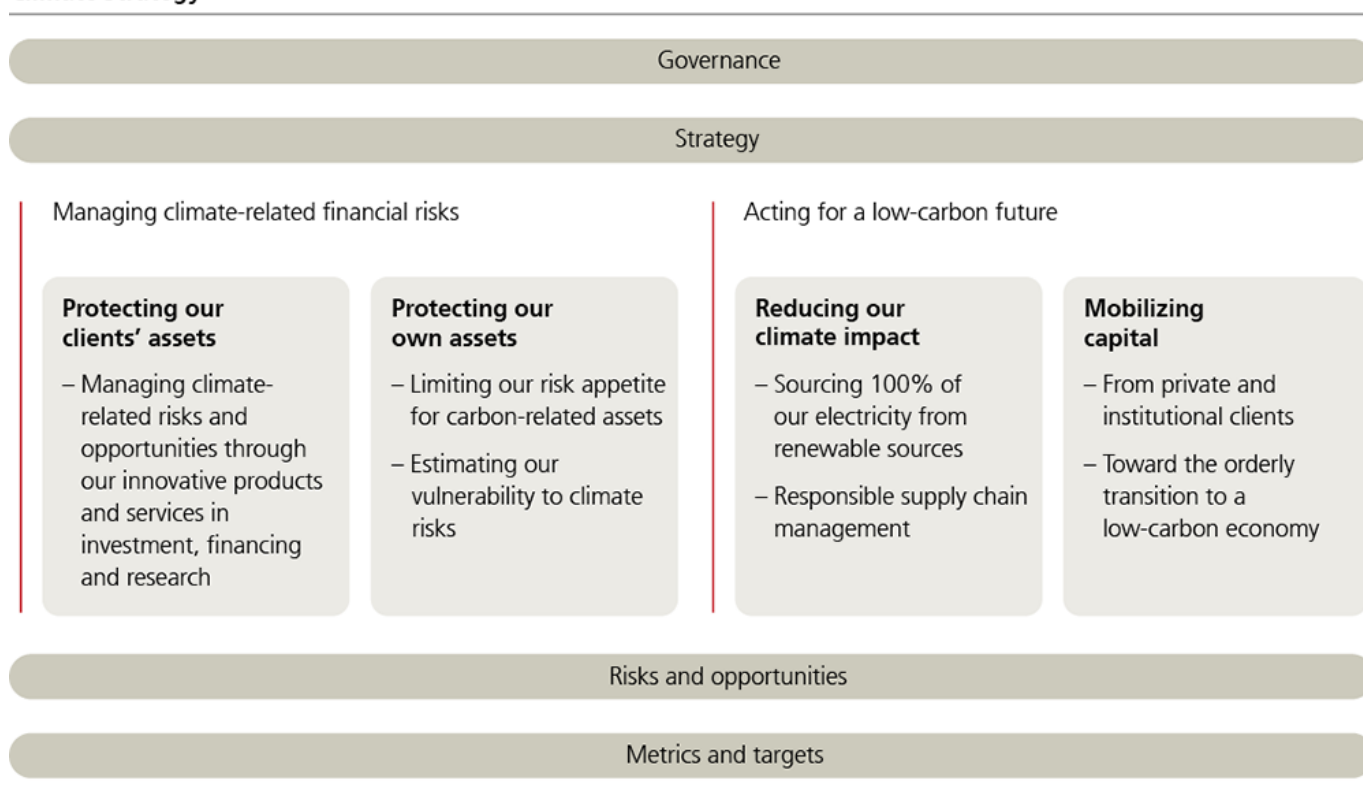 Governance
Strategy
Managing climate-related financial risks
Protecting our
clients’ assets
– Managing climate-
related risks and
opportunities through
our innovative products
and services in
investment, financing
and research
Protecting our
own assets
– Limiting our risk appetite
for carbon-related assets
– Estimating our
vulnerability to climate
risks
Acting for a low-carbon future
Reducing our
climate impact
– Sourcing 100% of
our electricity from
renewable sources
– Responsible supply chain
management
Mobilizing
capital
– From private and
institutional clients
– Toward the orderly
transition to a
low-carbon economy
Risks and opportunities
Metrics and targets